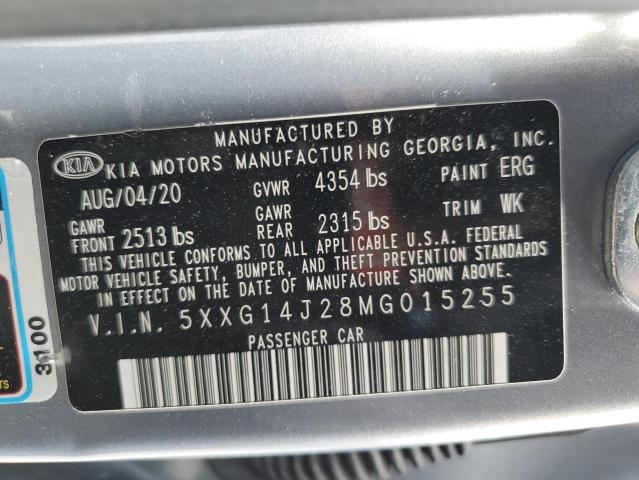 MANUFACTURED BY
KIA KIA MOTORS MANUFACTURING GEORGIA, INC.
AUG/04/20 GVWR 4354 lbs PAINT ERG
GAWR FRONT 2513 lbs GAWR REAR 2315 lbs TRIM WK
THIS VEHICLE CONFORMS TO ALL APPLICABLE U.S.A. FEDERAL
MOTOR VEHICLE SAFETY, BUMPER, AND THEFT PREVENTION STANDARDS
IN EFFECT ON THE DATE OF MANUFACTURE SHOWN ABOVE.
V.I.N. 5XXG14J28MG015255
PASSENGER CAR
3100